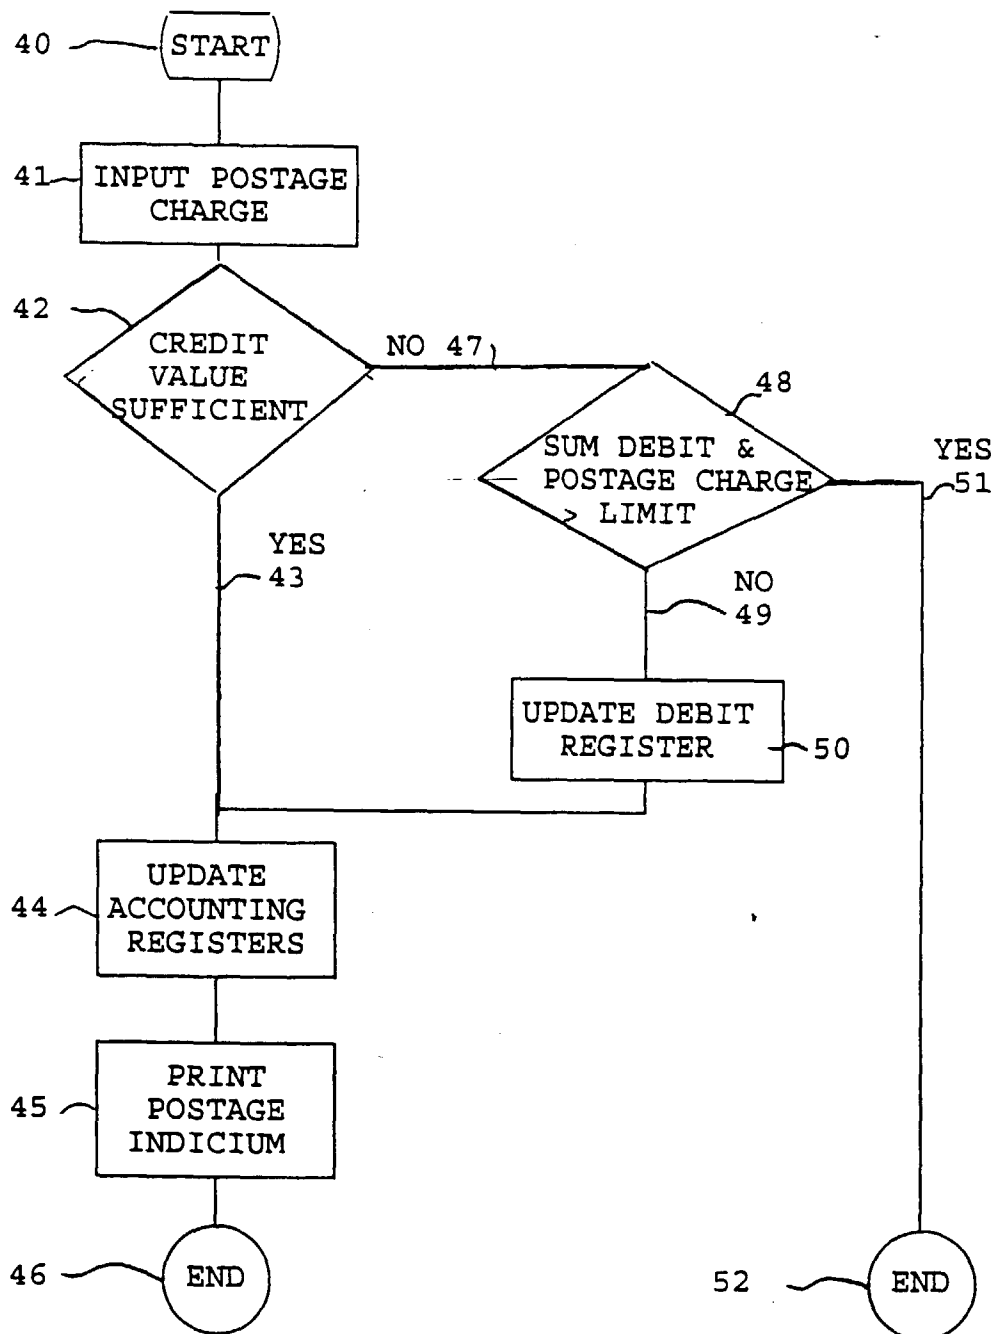 40
START
41
INPUT POSTAGE
CHARGE
42
CREDIT
VALUE
SUFFICIENT
NO 47
48
SUM DEBIT &
POSTAGE CHARGE
> LIMIT
YES
51
YES
43
NO
49
UPDATE DEBIT
REGISTER
50
UPDATE
44
ACCOUNTING
REGISTERS
PRINT
45
POSTAGE
INDICIUM
46
END
52
END